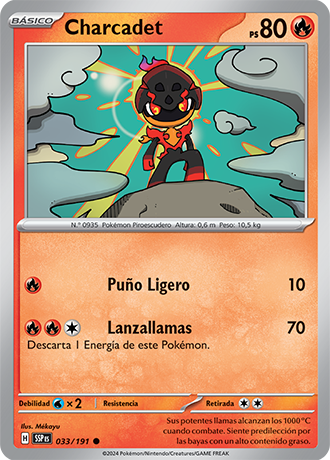 BÁSICO
Charcadet
PS 80
N.º 0935 Pokémon Piroescudero Altura: 0,6 m Peso: 10,5 kg
Puño Ligero 10
Lanzallamas 70
Descarta 1 Energía de este Pokémon.
Debilidad ×2 Resistencia Retirada
Ilus. Mékayu
H SSP ES 033/191
Sus potentes llamas alcanzan los 1000 °C
cuando combate. Siente predilección por
las bayas con un alto contenido graso.
©2024 Pokémon/Nintendo/Creatures/GAME FREAK